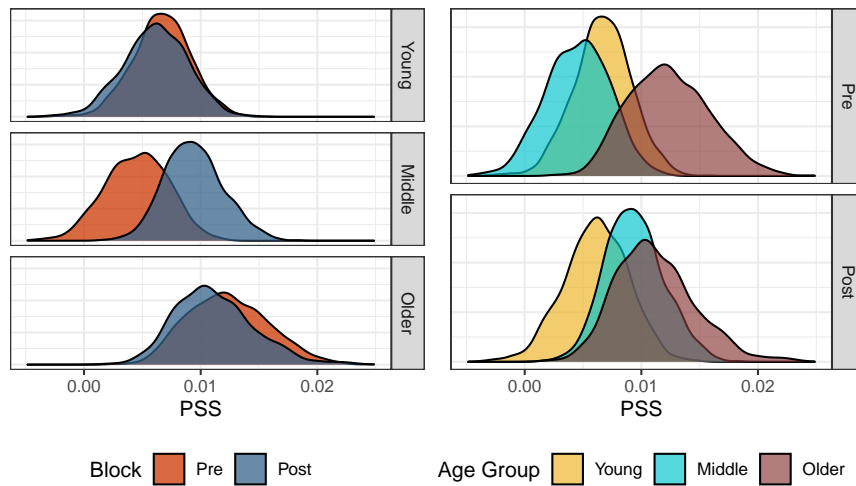 Young
Middle
Older
0.00 0.01 0.02
PSS
Block Pre Post
Pre
Post
0.00 0.01 0.02
PSS
Age Group Young Middle Older